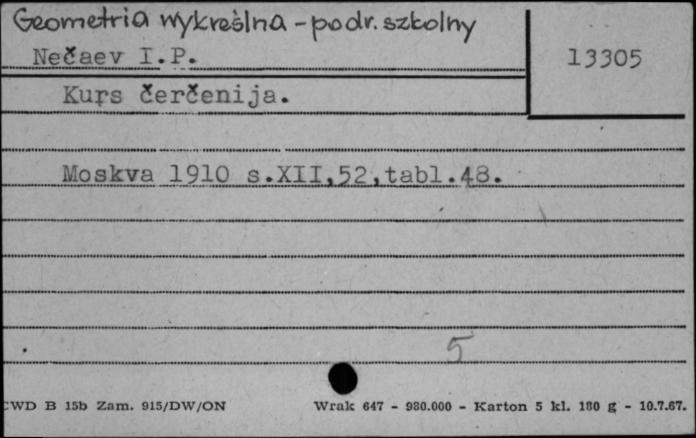 Geometria wykreślna - podr. szkolny
Nečaev I.P.
13305
Kurs čerčenija.
Moskva 1910 s.XII,52,tabl.48.
5
CWD B 15b Zam. 915/DW/ON
Wrak 647 - 980.000 - Karton 5 kl. 180 g - 10.7.67.